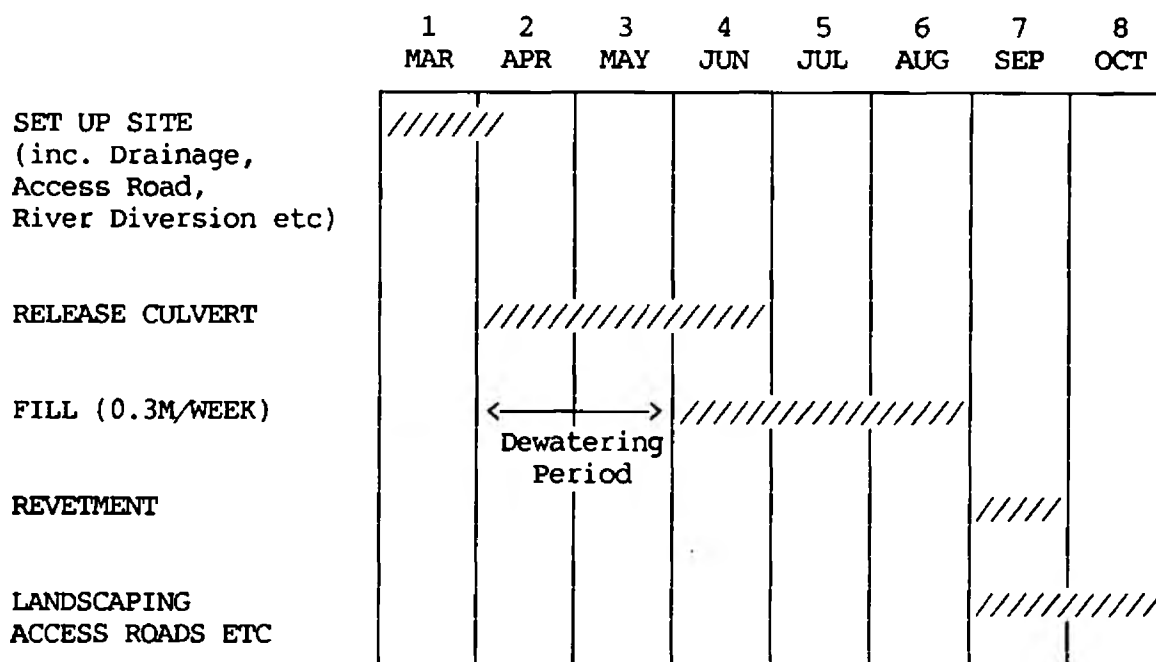 1 2 3 4 5 6 7 8
MAR APR MAY JUN JUL AUG SEP OCT
SET UP SITE
(inc. Drainage,
Access Road,
River Diversion etc)
RELEASE CULVERT
FILL (0.3M/WEEK)
Dewatering
Period
REVETMENT
LANDSCAPING
ACCESS ROADS ETC